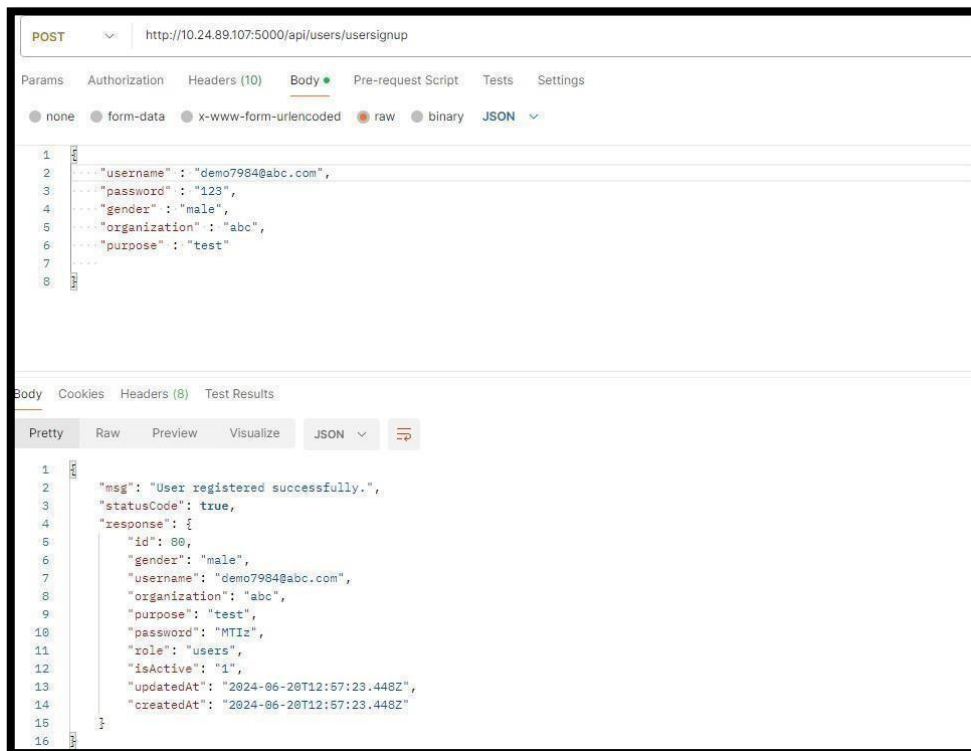 POST http://10.24.89.107:5000/api/users/usersignup
Params Authorization Headers (10) Body Pre-request Script Tests Settings
none form-data x-www-form-urlencoded raw binary JSON
1 {
2 "username" : "demo7984@abc.com",
3 "password" : "123",
4 "gender" : "male",
5 "organization" : "abc",
6 "purpose" : "test"
7
8 }
Body Cookies Headers (8) Test Results
Pretty Raw Preview Visualize JSON
1 {
2 "msg": "User registered successfully.",
3 "statusCode": true,
4 "response": {
5 "id": 80,
6 "gender": "male",
7 "username": "demo7984@abc.com",
8 "organization": "abc",
9 "purpose": "test",
10 "password": "MTIz",
11 "role": "users",
12 "isActive": "1",
13 "updatedAt": "2024-06-20T12:57:23.448Z",
14 "createdAt": "2024-06-20T12:57:23.448Z"
15 }
16 }